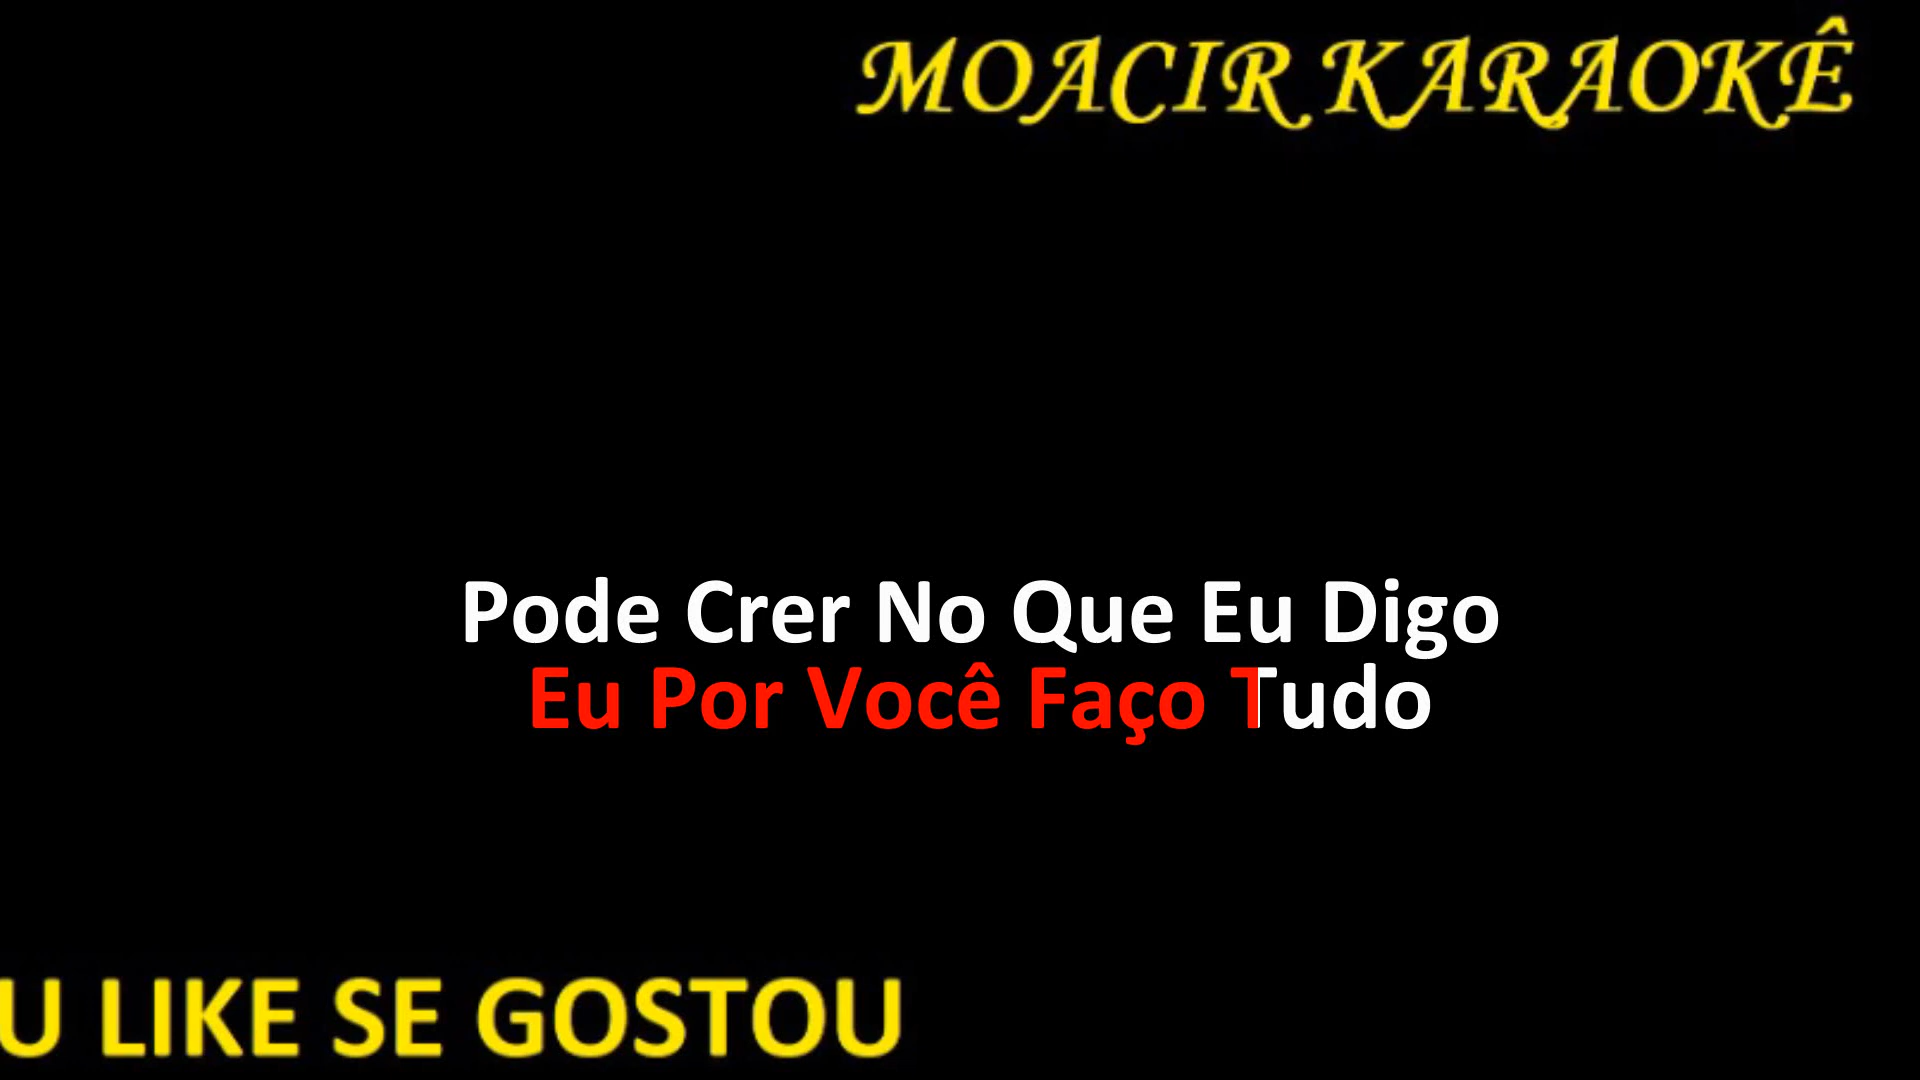 MOACIR KARAOKÊ
Pode Crer No Que Eu Digo
Eu Por Você Faço Tudo
U LIKE SE GOSTOU